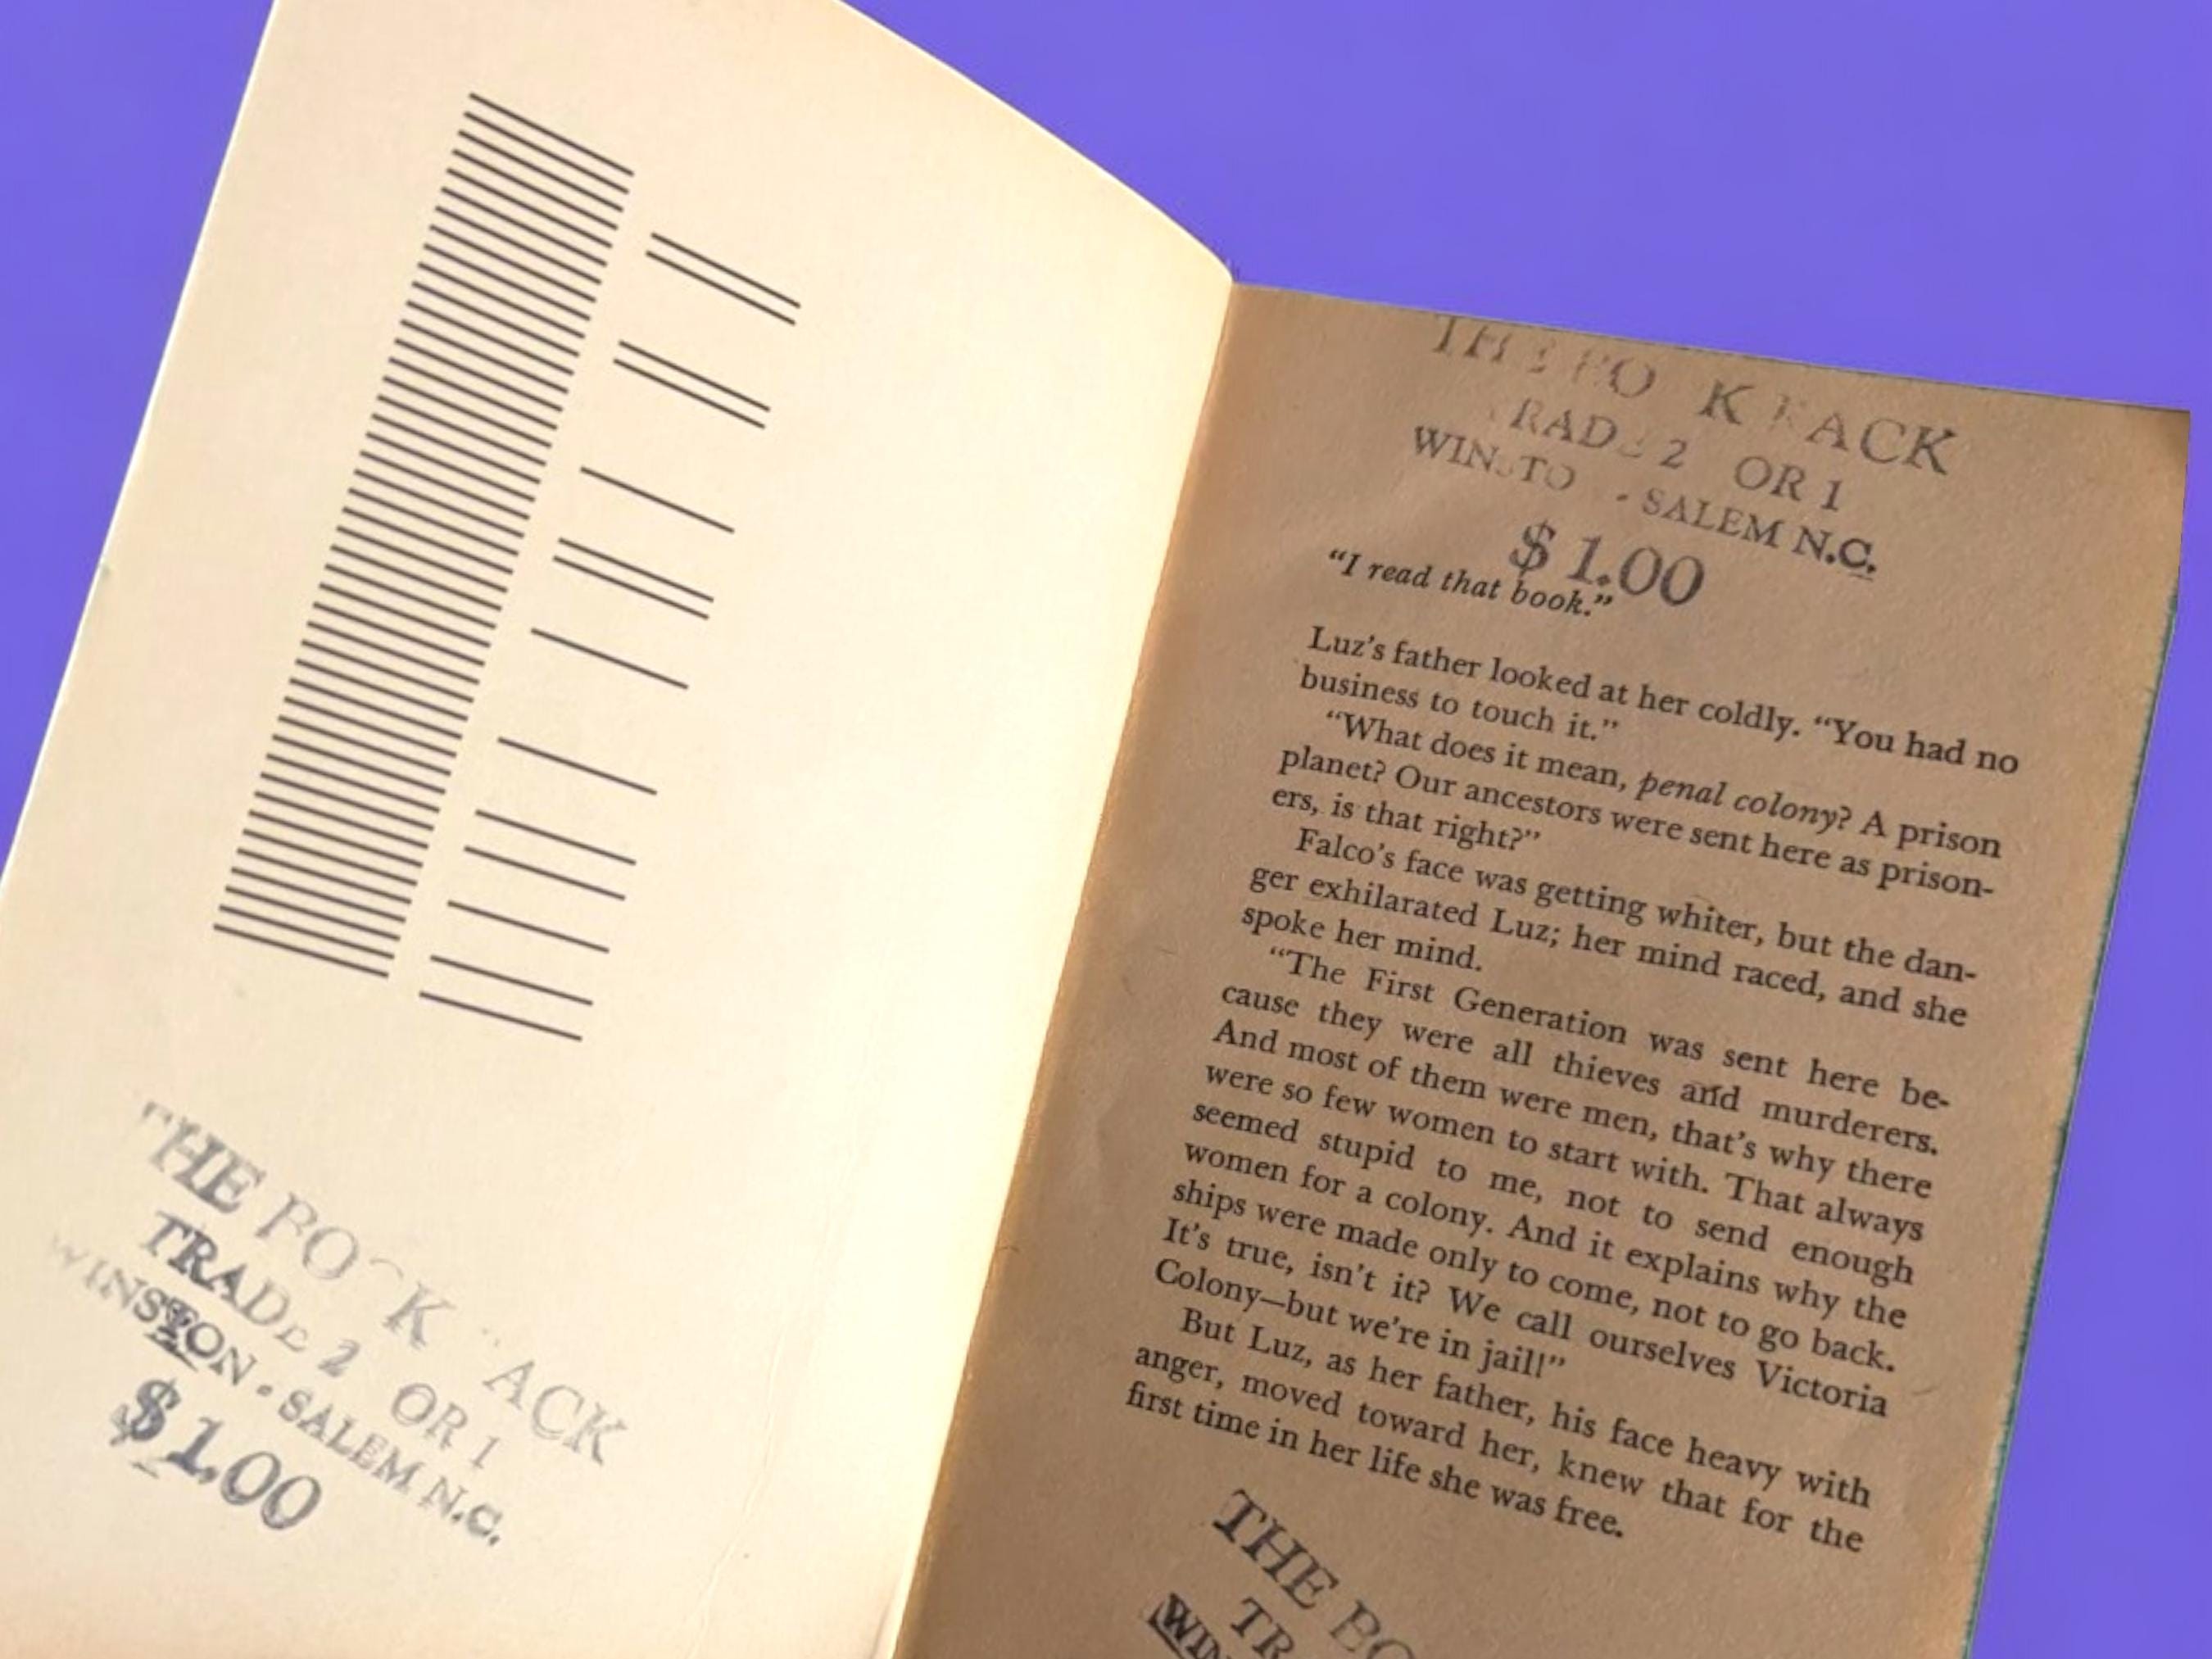 HE
K
ACK
TRAD 2 OR 1
WINSTON • SALEM N.C.
$1.00
K ACK
RAD 2 OR 1
SALEM N.C.
$1.00
“I read that book.”
Luz’s father looked at her coldly. “You had no
business to touch it.”
“What does it mean, penal colony? A prison
planet? Our ancestors were sent here as prison-
ers, is that right?”
Falco’s face was getting whiter, but the dan-
ger exhilarated Luz; her mind raced, and she
spoke her mind.
“The First Generation was sent here be-
cause they were all thieves and murderers.
And most of them were men, that’s why there
were so few women to start with. That always
seemed stupid to me, not to send enough
women for a colony. And it explains why the
ships were made only to come, not to go back.
It’s true, isn’t it? We call ourselves Victoria
Colony—but we’re in jail!”
But Luz, as her father, his face heavy with
anger, moved toward her, knew that for the
first time in her life she was free.
THE BO
TR
WIN